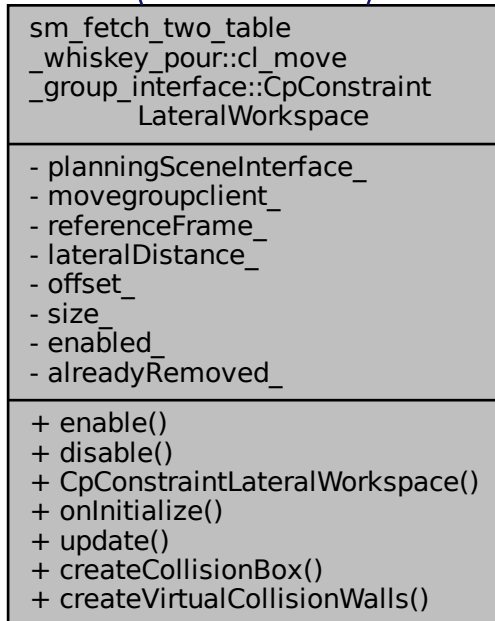 sm_fetch_two_table
_whiskey_pour::cl_move
_group_interface::CpConstraint
LateralWorkspace
- planningSceneInterface_
- movegroupclient_
- referenceFrame_
- lateralDistance_
- offset_
- size_
- enabled_
- alreadyRemoved_
+ enable()
+ disable()
+ CpConstraintLateralWorkspace()
+ onInitialize()
+ update()
+ createCollisionBox()
+ createVirtualCollisionWalls()